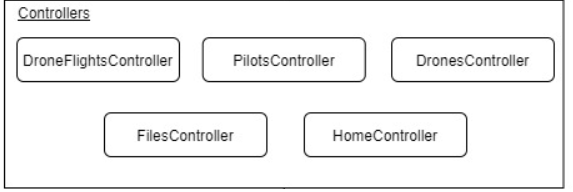 Controllers
DroneFlightsController
PilotsController
DronesController
FilesController
HomeController